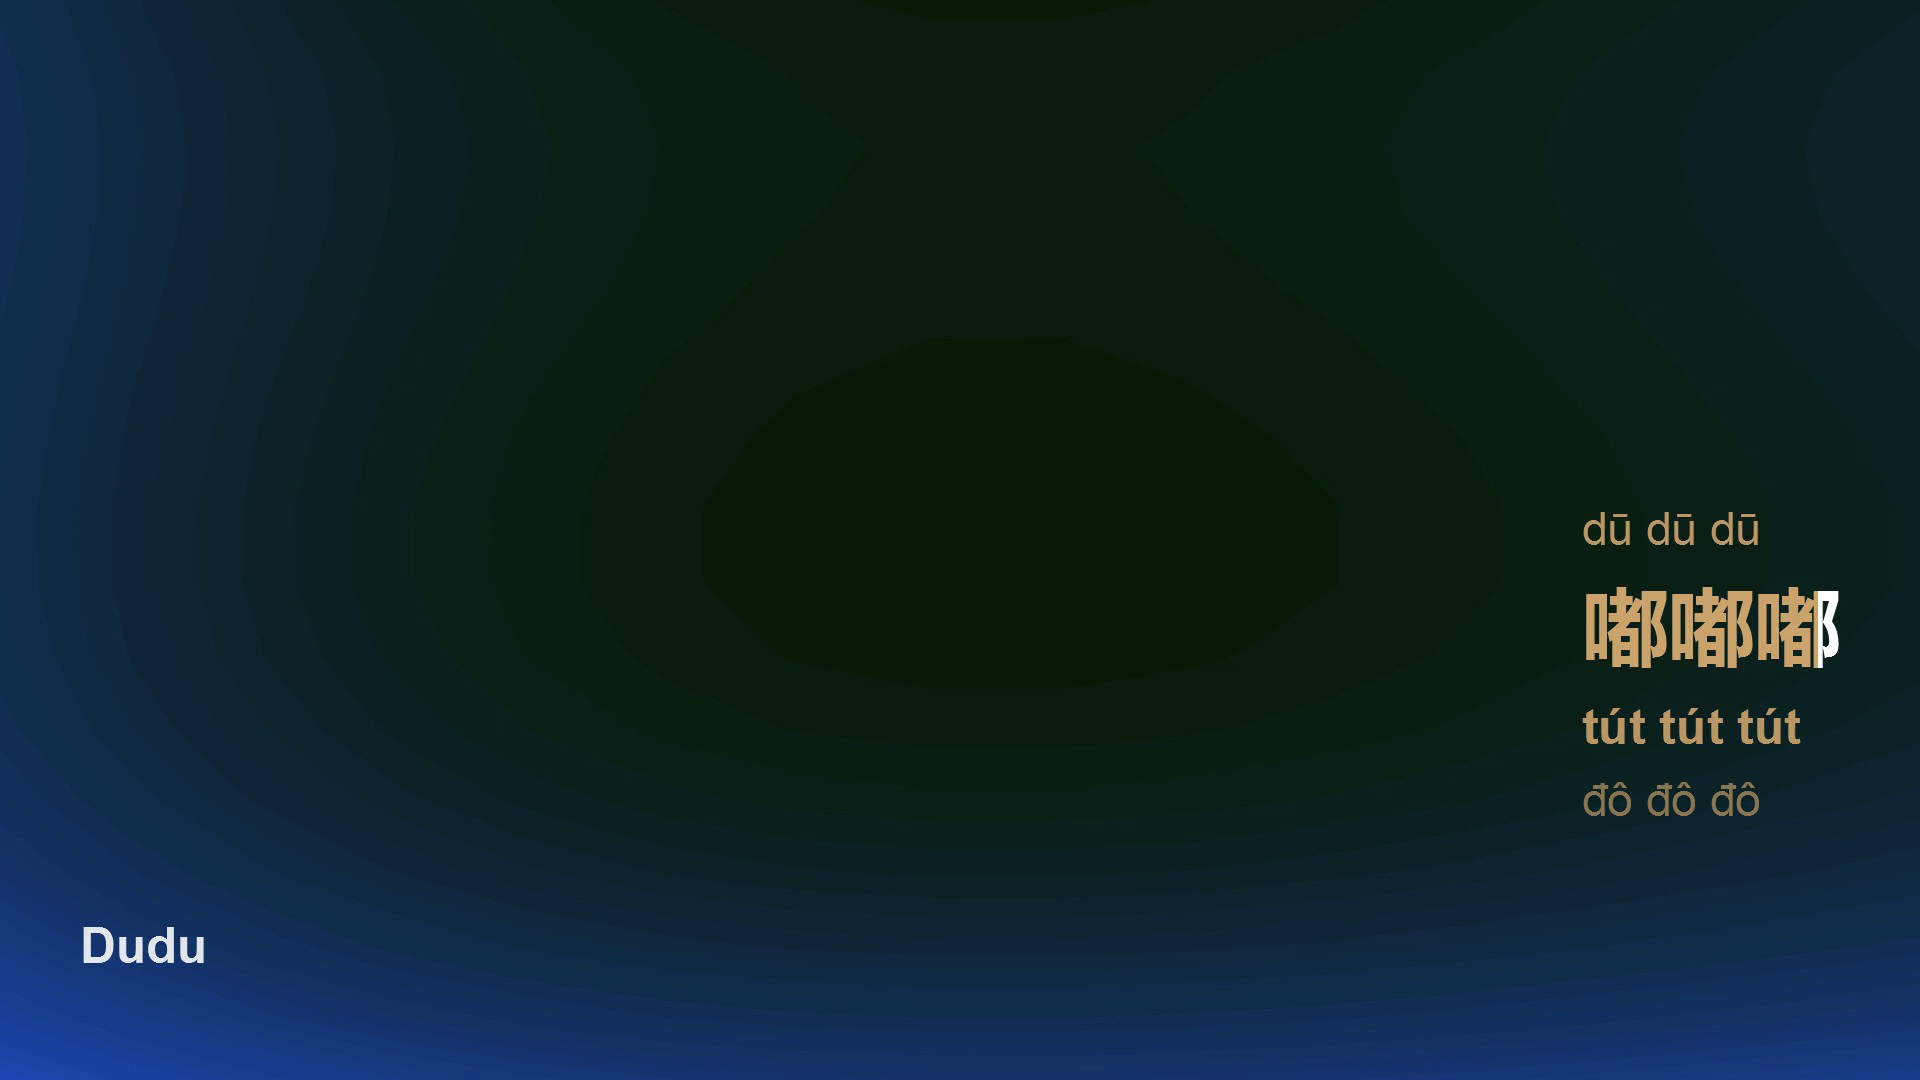 dū dū dū
嘟嘟嘟
tút tút tút
đô đô đô
Dudu